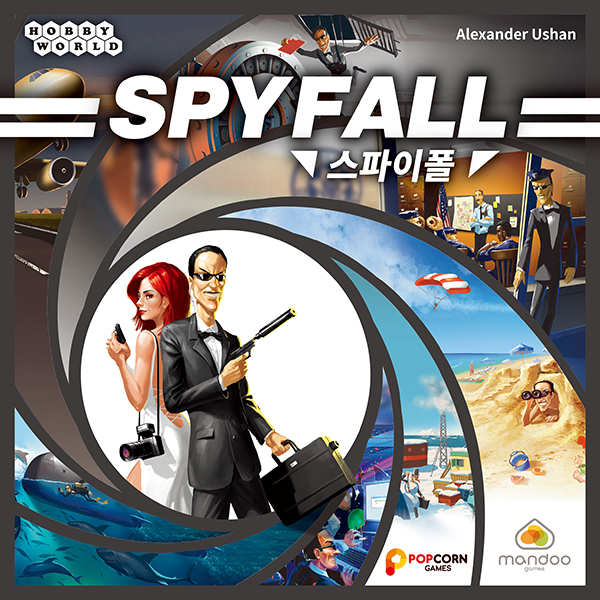 HOBBY
WORLD
Alexander Ushan
SPYFALL
스파이폴
POPCORN
GAMES
mandoo
games